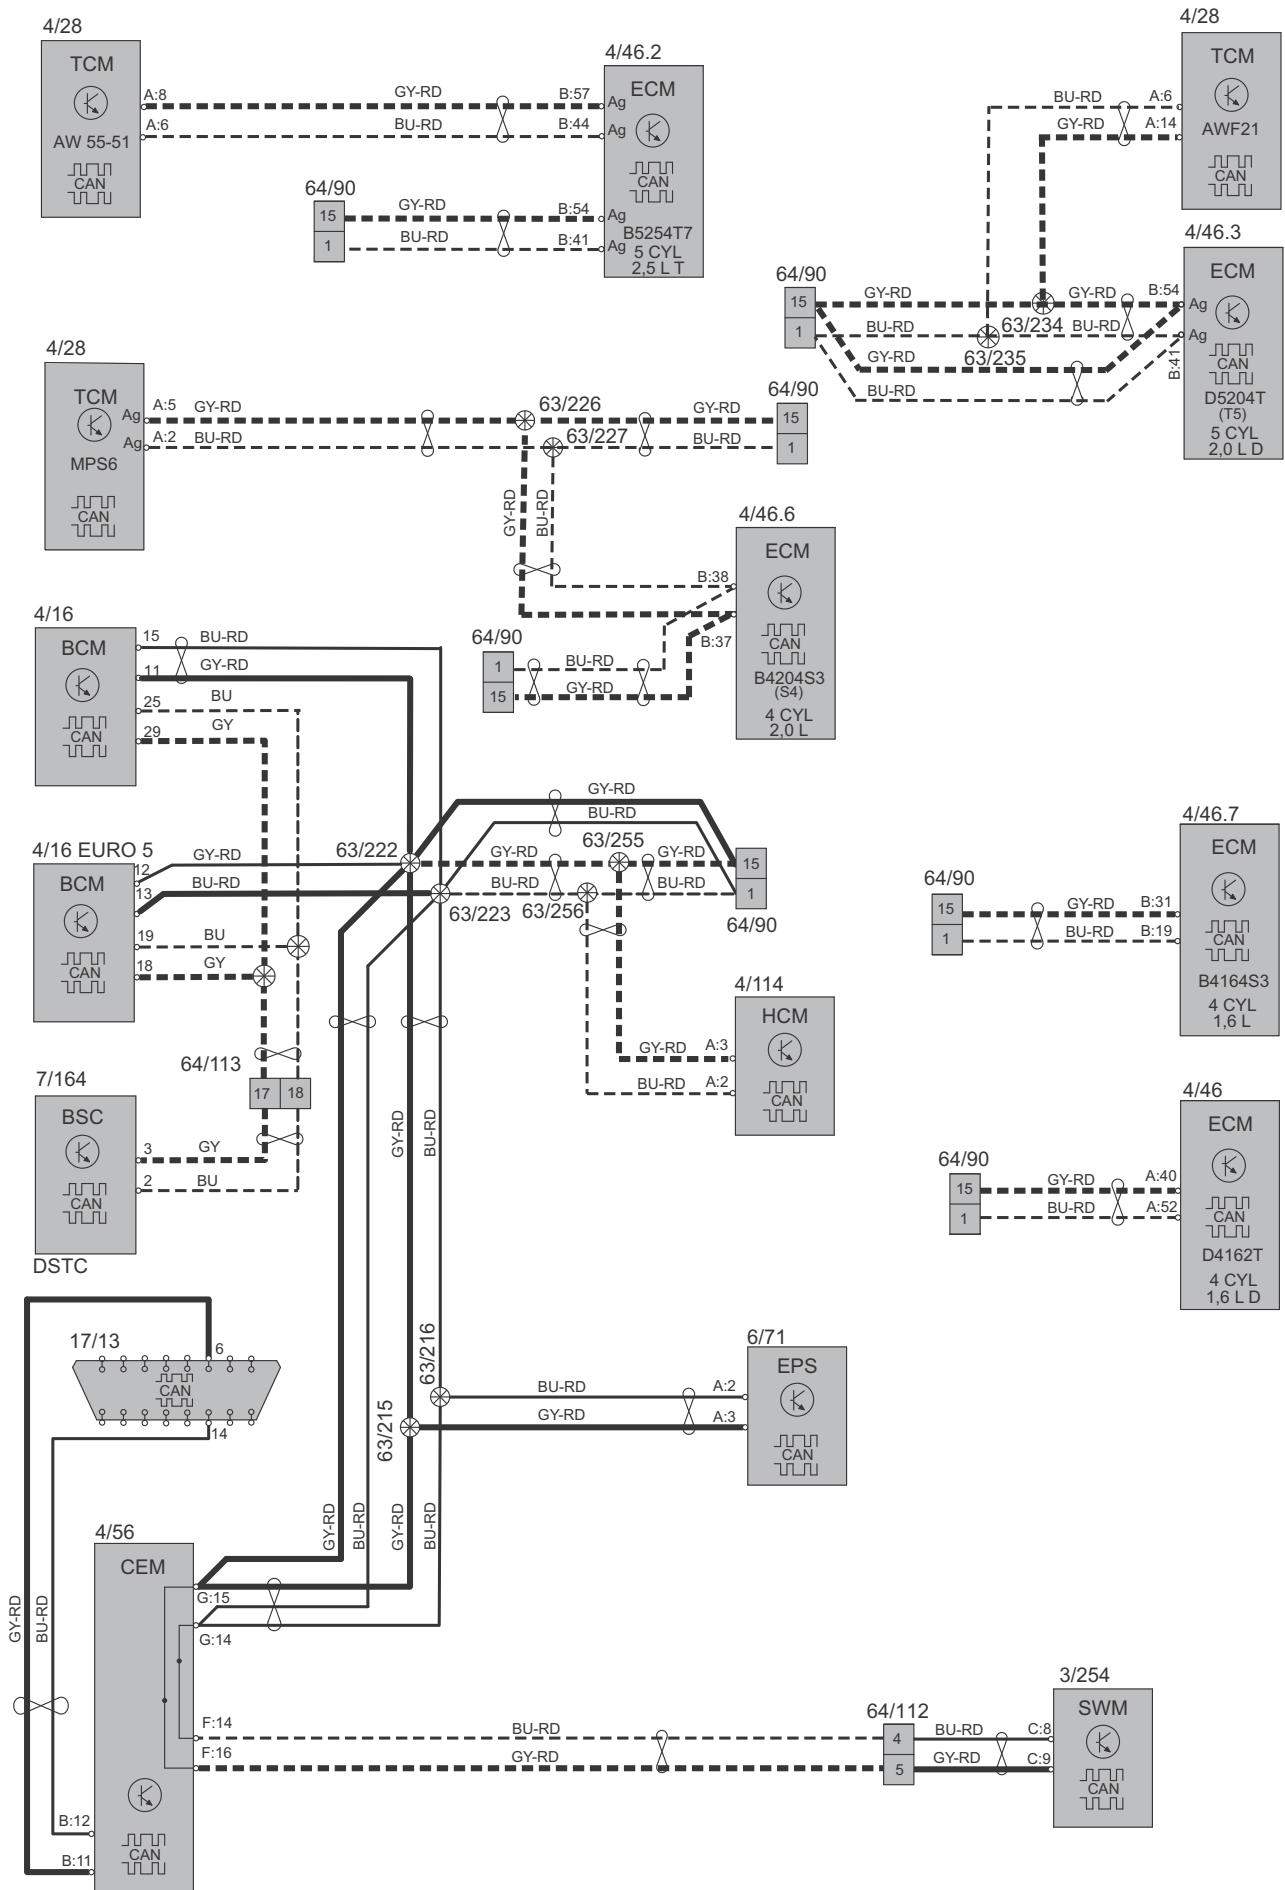 4/28
TCM
AW 55-51
CAN
A:8
A:6
GY-RD
BU-RD
4/46.2
B:57
B:44
Ag
Ag
ECM
CAN
64/90
15
1
GY-RD
BU-RD
B:54
B:41
Ag
Ag
B5254T7
5 CYL
2,5 L T
4/28
TCM
AWF21
CAN
A:6
A:14
BU-RD
GY-RD
4/46.3
ECM
B:54
B:41
Ag
Ag
CAN
D5204T
(T5)
5 CYL
2,0 L D
64/90
15
1
GY-RD
GY-RD
BU-RD
63/234
BU-RD
63/235
GY-RD
BU-RD
4/28
TCM
MPS6
CAN
Ag
Ag
A:5
A:2
GY-RD
BU-RD
63/226
63/227
GY-RD
BU-RD
64/90
15
1
GY-RD
BU-RD
4/46.6
ECM
B:38
B:37
CAN
B4204S3
(S4)
4 CYL
2,0 L
64/90
1
15
BU-RD
GY-RD
4/16
BCM
CAN
15
11
25
29
BU-RD
GY-RD
BU
GY
4/16 EURO 5
BCM
CAN
12
13
19
18
GY-RD
BU-RD
BU
GY
63/222
63/223
GY-RD
BU-RD
63/255
63/256
GY-RD
GY-RD
BU-RD
BU-RD
15
1
64/90
4/114
HCM
CAN
A:3
A:2
GY-RD
BU-RD
4/46.7
ECM
CAN
B4164S3
4 CYL
1,6 L
64/90
15
1
GY-RD
BU-RD
B:31
B:19
4/46
ECM
CAN
D4162T
4 CYL
1,6 L D
64/90
15
1
GY-RD
BU-RD
A:40
A:52
64/113
17
18
7/164
BSC
CAN
DSTC
3
2
GY
BU
GY-RD
BU-RD
17/13
6
CAN
14
63/216
63/215
6/71
EPS
CAN
BU-RD
GY-RD
A:2
A:3
GY-RD
BU-RD
GY-RD
BU-RD
4/56
CEM
G:15
G:14
F:14
F:16
B:12
B:11
CAN
GY-RD
BU-RD
BU-RD
GY-RD
64/112
4
5
BU-RD
GY-RD
C:8
C:9
3/254
SWM
CAN